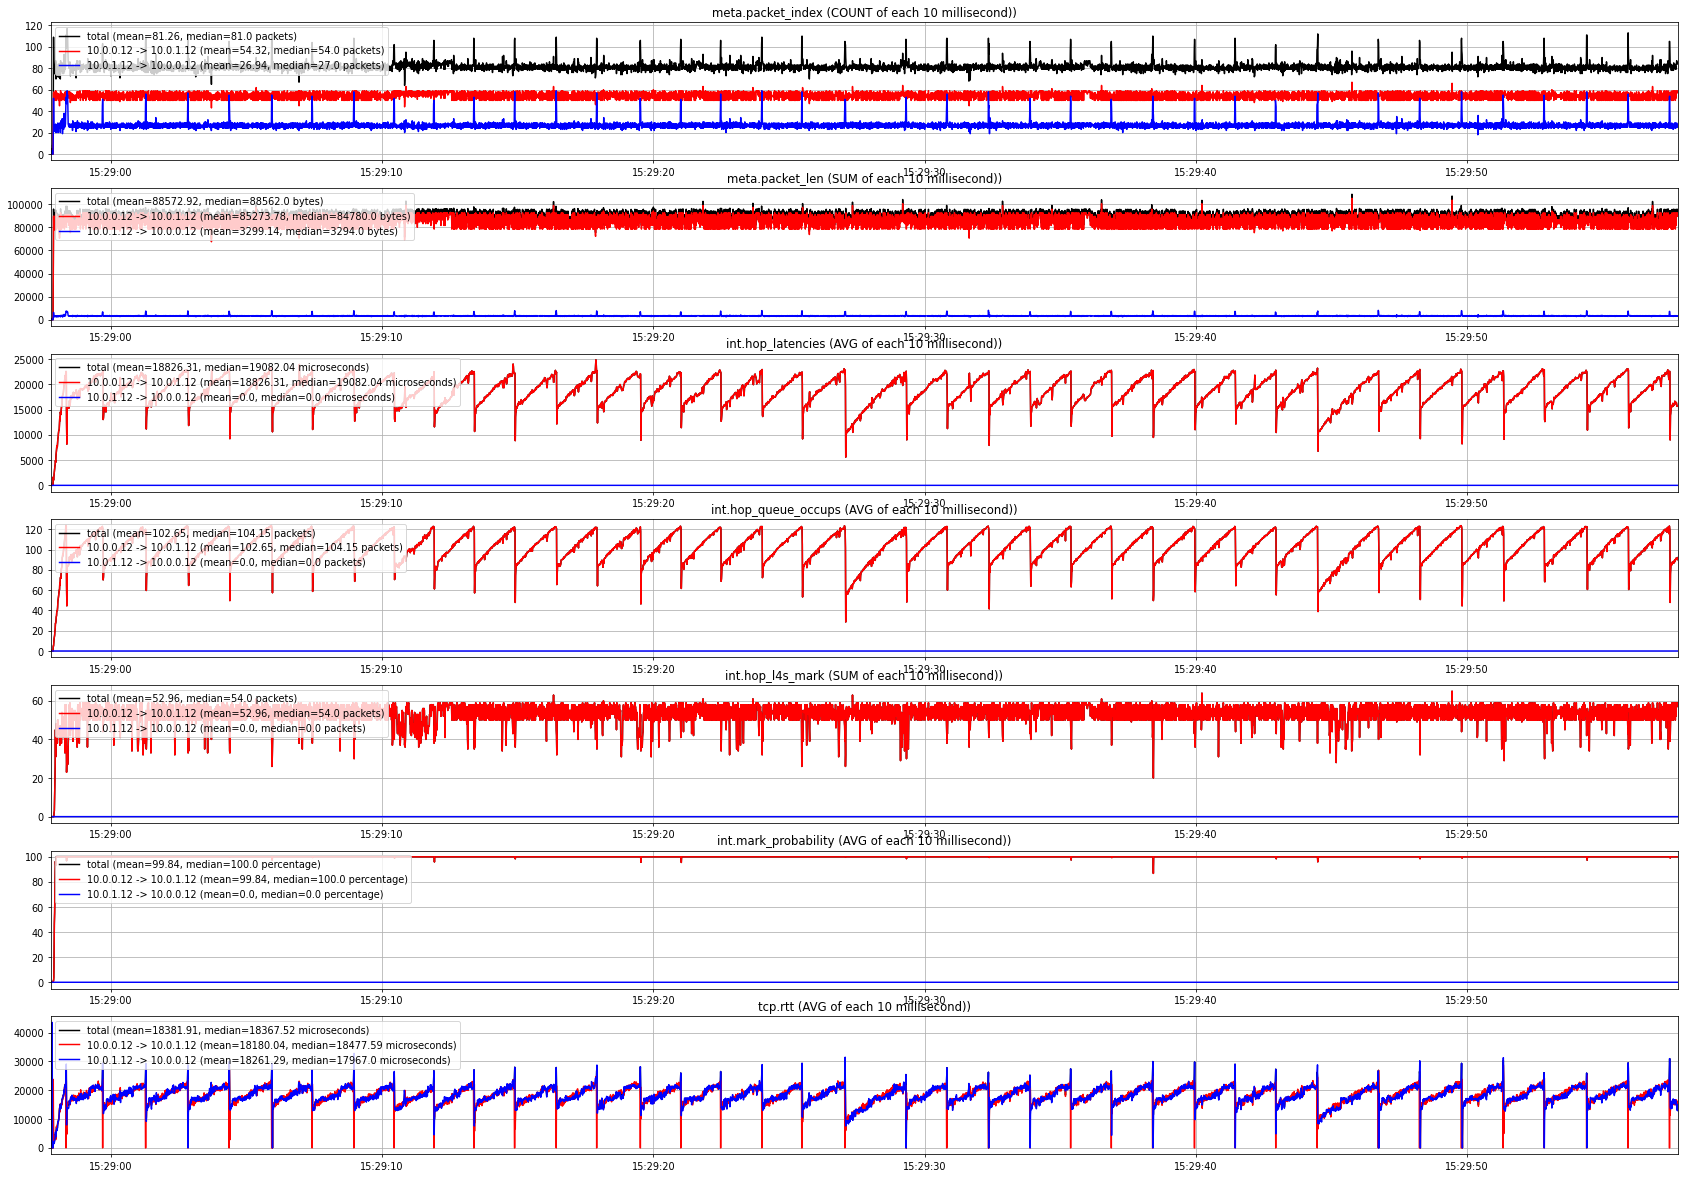 meta.packet_index (COUNT of each 10 millisecond))
120
100
80
60
40
20
0
total (mean=81.26, median=81.0 packets)
10.0.0.12 -> 10.0.1.12 (mean=54.32, median=54.0 packets)
10.0.1.12 -> 10.0.0.12 (mean=26.94, median=27.0 packets)
15:29:00 15:29:10 15:29:20 15:29:30 15:29:40 15:29:50
meta.packet_len (SUM of each 10 millisecond))
100000
80000
60000
40000
20000
0
total (mean=88572.92, median=88562.0 bytes)
10.0.0.12 -> 10.0.1.12 (mean=85273.78, median=84780.0 bytes)
10.0.1.12 -> 10.0.0.12 (mean=3299.14, median=3294.0 bytes)
15:29:00 15:29:10 15:29:20 15:29:30 15:29:40 15:29:50
int.hop_latencies (AVG of each 10 millisecond))
25000
20000
15000
10000
5000
0
total (mean=18826.31, median=19082.04 microseconds)
10.0.0.12 -> 10.0.1.12 (mean=18826.31, median=19082.04 microseconds)
10.0.1.12 -> 10.0.0.12 (mean=0.0, median=0.0 microseconds)
15:29:00 15:29:10 15:29:20 15:29:30 15:29:40 15:29:50
int.hop_queue_occups (AVG of each 10 millisecond))
120
100
80
60
40
20
0
total (mean=102.65, median=104.15 packets)
10.0.0.12 -> 10.0.1.12 (mean=102.65, median=104.15 packets)
10.0.1.12 -> 10.0.0.12 (mean=0.0, median=0.0 packets)
15:29:00 15:29:10 15:29:20 15:29:30 15:29:40 15:29:50
int.hop_l4s_mark (SUM of each 10 millisecond))
60
40
20
0
total (mean=52.96, median=54.0 packets)
10.0.0.12 -> 10.0.1.12 (mean=52.96, median=54.0 packets)
10.0.1.12 -> 10.0.0.12 (mean=0.0, median=0.0 packets)
15:29:00 15:29:10 15:29:20 15:29:30 15:29:40 15:29:50
int.mark_probability (AVG of each 10 millisecond))
100
80
60
40
20
0
total (mean=99.84, median=100.0 percentage)
10.0.0.12 -> 10.0.1.12 (mean=99.84, median=100.0 percentage)
10.0.1.12 -> 10.0.0.12 (mean=0.0, median=0.0 percentage)
15:29:00 15:29:10 15:29:20 15:29:30 15:29:40 15:29:50
tcp.rtt (AVG of each 10 millisecond))
40000
30000
20000
10000
0
total (mean=18381.91, median=18367.52 microseconds)
10.0.0.12 -> 10.0.1.12 (mean=18180.04, median=18477.59 microseconds)
10.0.1.12 -> 10.0.0.12 (mean=18261.29, median=17967.0 microseconds)
15:29:00 15:29:10 15:29:20 15:29:30 15:29:40 15:29:50